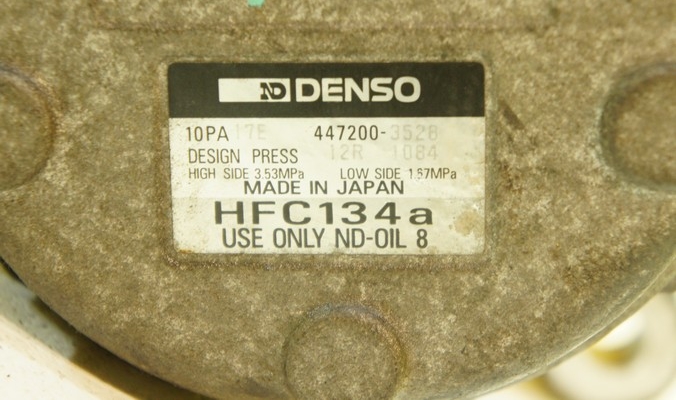 ND DENSO
10PA17E 447200-3528
DESIGN PRESS 12R 1084
HIGH SIDE 3.53MPa LOW SIDE 1.67MPa
MADE IN JAPAN
HFC134a
USE ONLY ND-OIL 8